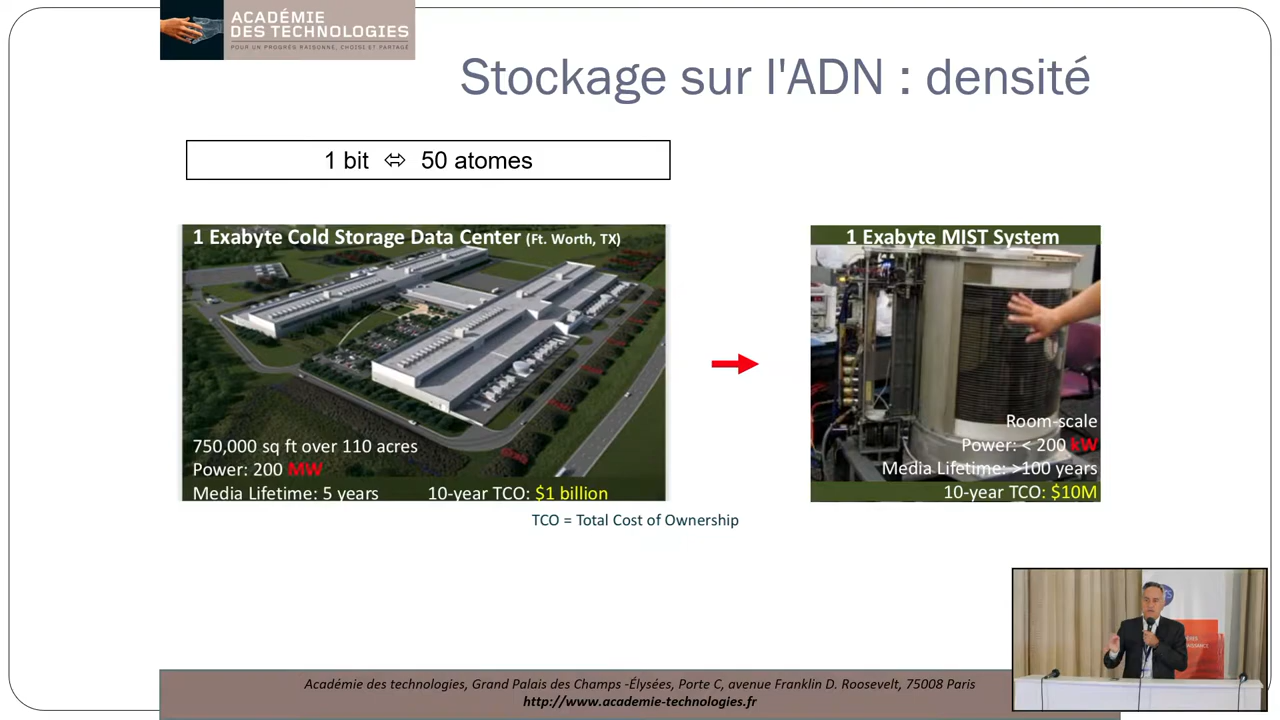 ACADÉMIE
DES TECHNOLOGIES
POUR UN PROGRÈS RAISONNÉ, CHOISI ET PARTAGÉ
Stockage sur l'ADN : densité
1 bit ⬄ 50 atomes
1 Exabyte Cold Storage Data Center (Ft. Worth, TX)
750,000 sq ft over 110 acres
Power: 200 MW
Media Lifetime: 5 years 10-year TCO: $1 billion
1 Exabyte MIST System
Room-scale
Power: < 200 kW
Media Lifetime: >100 years
10-year TCO: $10M
TCO = Total Cost of Ownership
Académie des technologies, Grand Palais des Champs -Élysées, Porte C, avenue Franklin D. Roosevelt, 75008 Paris
http://www.academie-technologies.fr